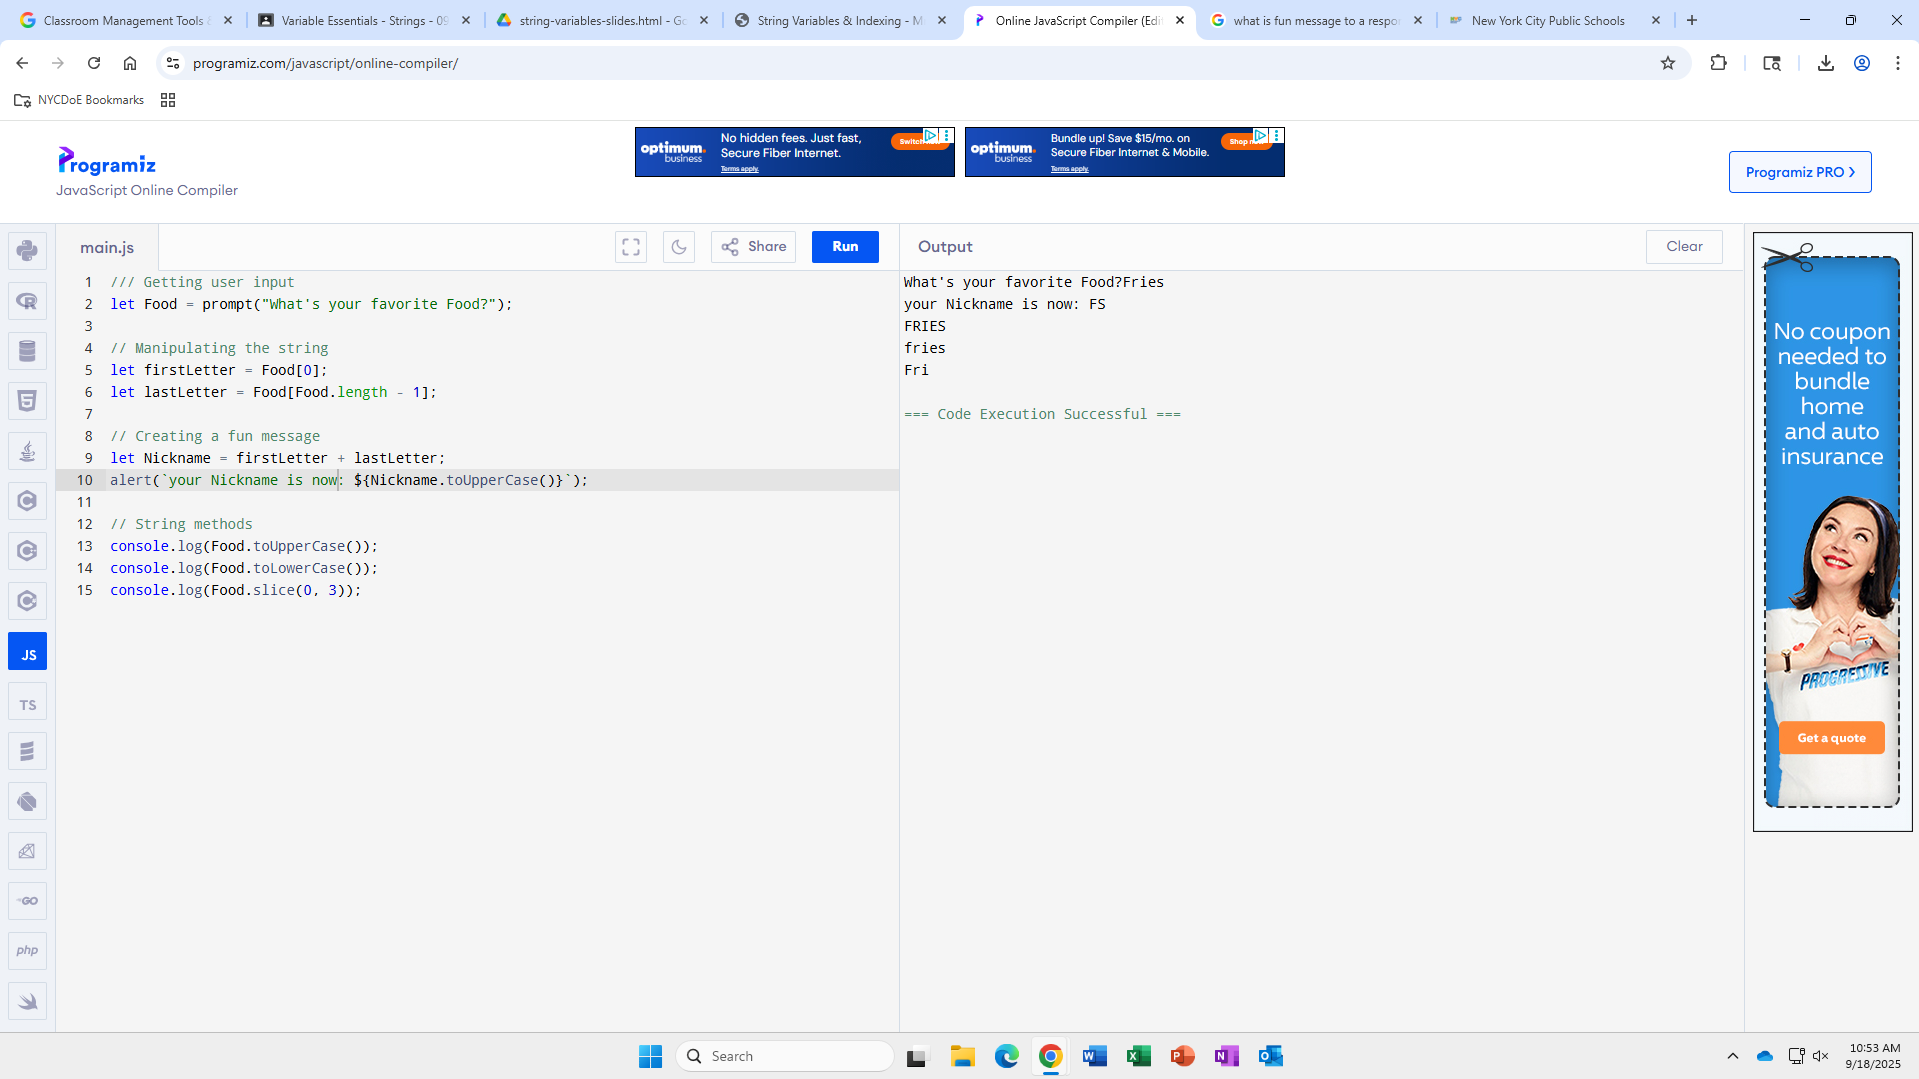 Classroom Management Tools &
Variable Essentials - Strings - 09
string-variables-slides.html - Go
String Variables & Indexing - M
Online JavaScript Compiler (Edit
what is fun message to a respon
New York City Public Schools
programiz.com/javascript/online-compiler/
NYCDoE Bookmarks
Programiz
JavaScript Online Compiler
optimum.
business
No hidden fees. Just fast,
Secure Fiber Internet.
Terms apply.
optimum.
business
Bundle up! Save $15/mo. on
Secure Fiber Internet & Mobile.
Terms apply.
Programiz PRO
main.js
Share
Run
Output
Clear
1 /// Getting user input
2 let Food = prompt("What's your favorite Food?");
3
4 // Manipulating the string
5 let firstLetter = Food[0];
6 let lastLetter = Food[Food.length - 1];
7
8 // Creating a fun message
9 let Nickname = firstLetter + lastLetter;
10 alert(`your Nickname is now: ${Nickname.toUpperCase()}`);
11
12 // String methods
13 console.log(Food.toUpperCase());
14 console.log(Food.toLowerCase());
15 console.log(Food.slice(0, 3));
What's your favorite Food?Fries
your Nickname is now: FS
FRIES
fries
Fri
=== Code Execution Successful ===
JS
TS
GO
php
No coupon
needed to
bundle
home
and auto
insurance
PROGRESSIVE
Get a quote
Search
10:53 AM
9/18/2025